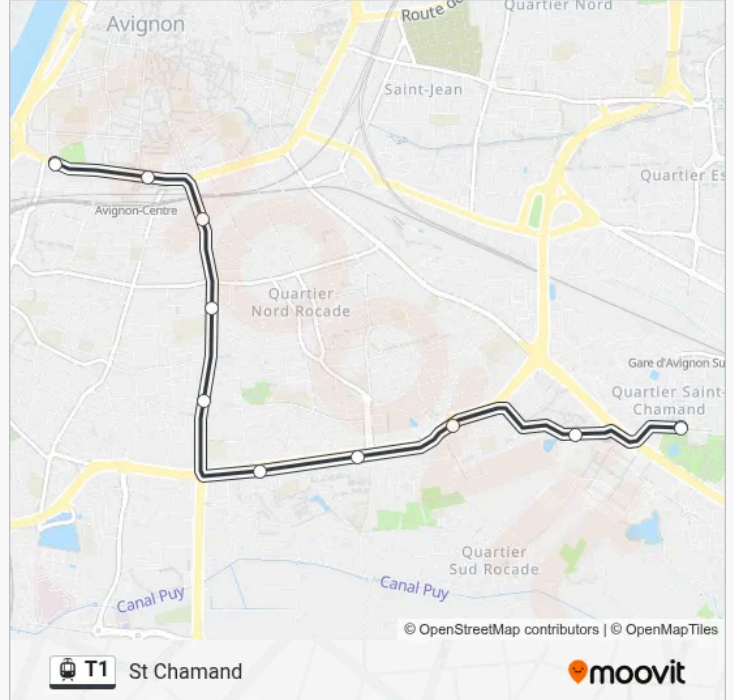 Quartier Nord
Route de
Avignon
Saint-Jean
Quartier Es
Avignon-Centre
Quartier
Nord Rocade
Gare d'Avignon Su
Quartier Saint-
Chamand
Quartier
Sud Rocade
Canal Puy
Canal Puy
© OpenStreetMap contributors | © OpenMapTiles
T1 St Chamand
moovit